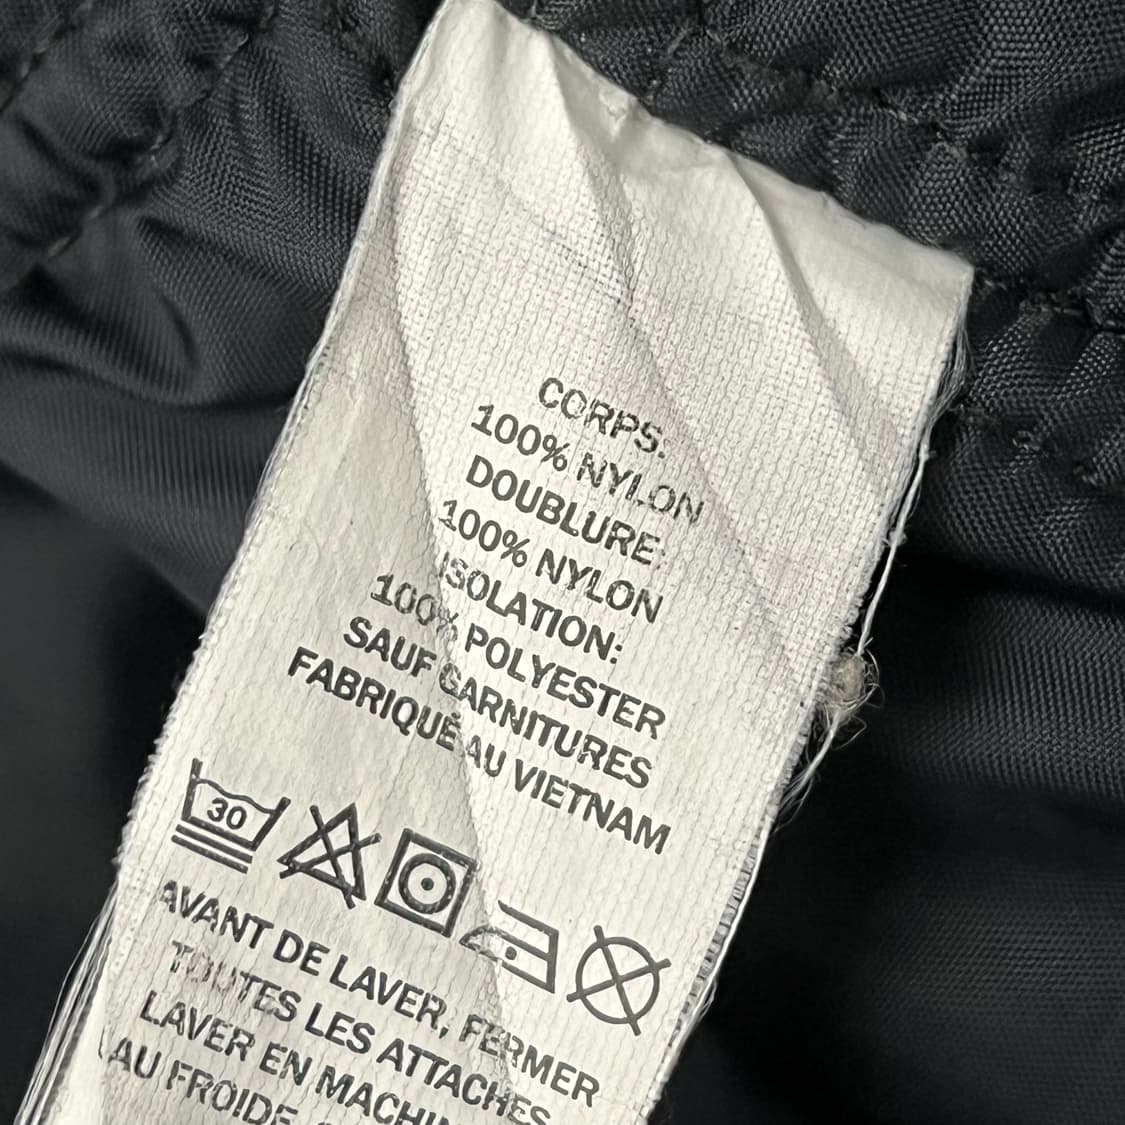 CORPS:
100% NYLON
DOUBLURE:
100% NYLON
ISOLATION:
100% POLYESTER
SAUF GARNITURES
FABRIQUÉ AU VIETNAM
30
AVANT DE LAVER, FERMER
TOUTES LES ATTACHES.
LAVER EN
AU FROIDE